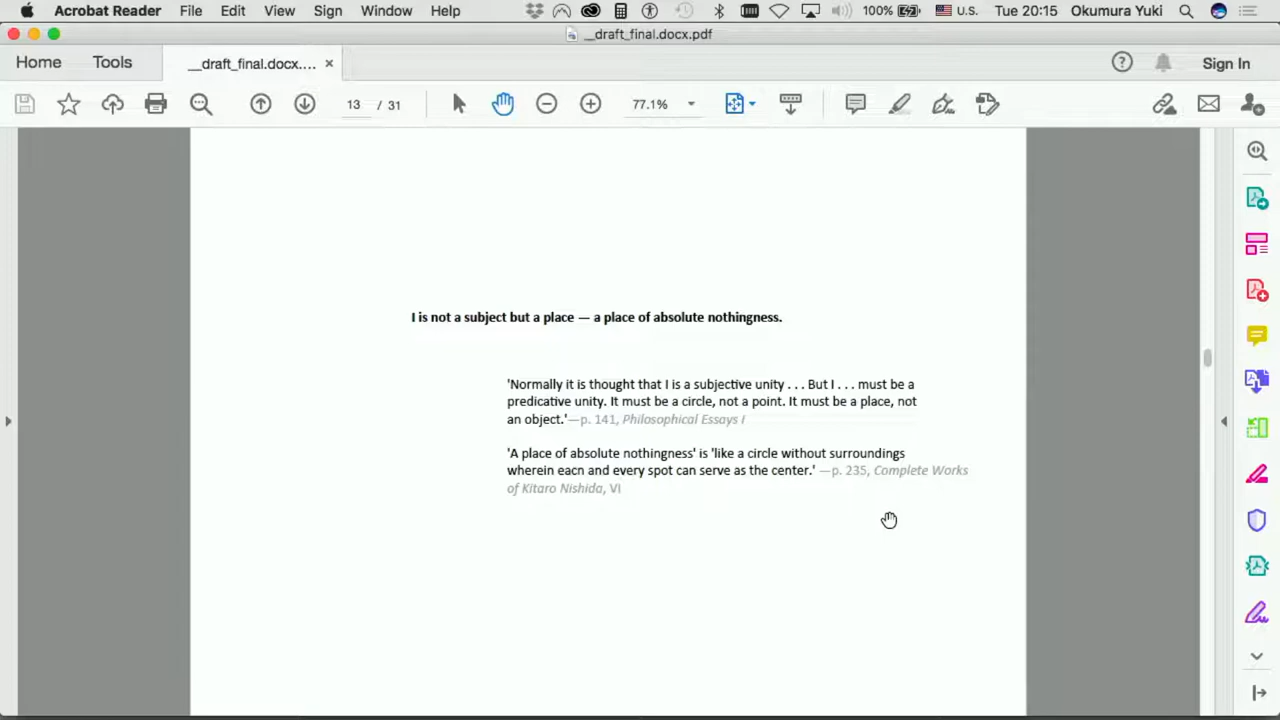 Acrobat Reader File Edit View Sign Window Help 100% U.S. Tue 20:15 Okumura Yuki
__draft_final.docx.pdf
Home Tools __draft_final.docx.... × Sign In
13 / 31 77.1%
I is not a subject but a place — a place of absolute nothingness.
'Normally it is thought that I is a subjective unity . . . But I . . . must be a
predicative unity. It must be a circle, not a point. It must be a place, not
an object.'—p. 141, Philosophical Essays I
'A place of absolute nothingness' is 'like a circle without surroundings
wherein eacn and every spot can serve as the center.' —p. 235, Complete Works
of Kitaro Nishida, VI